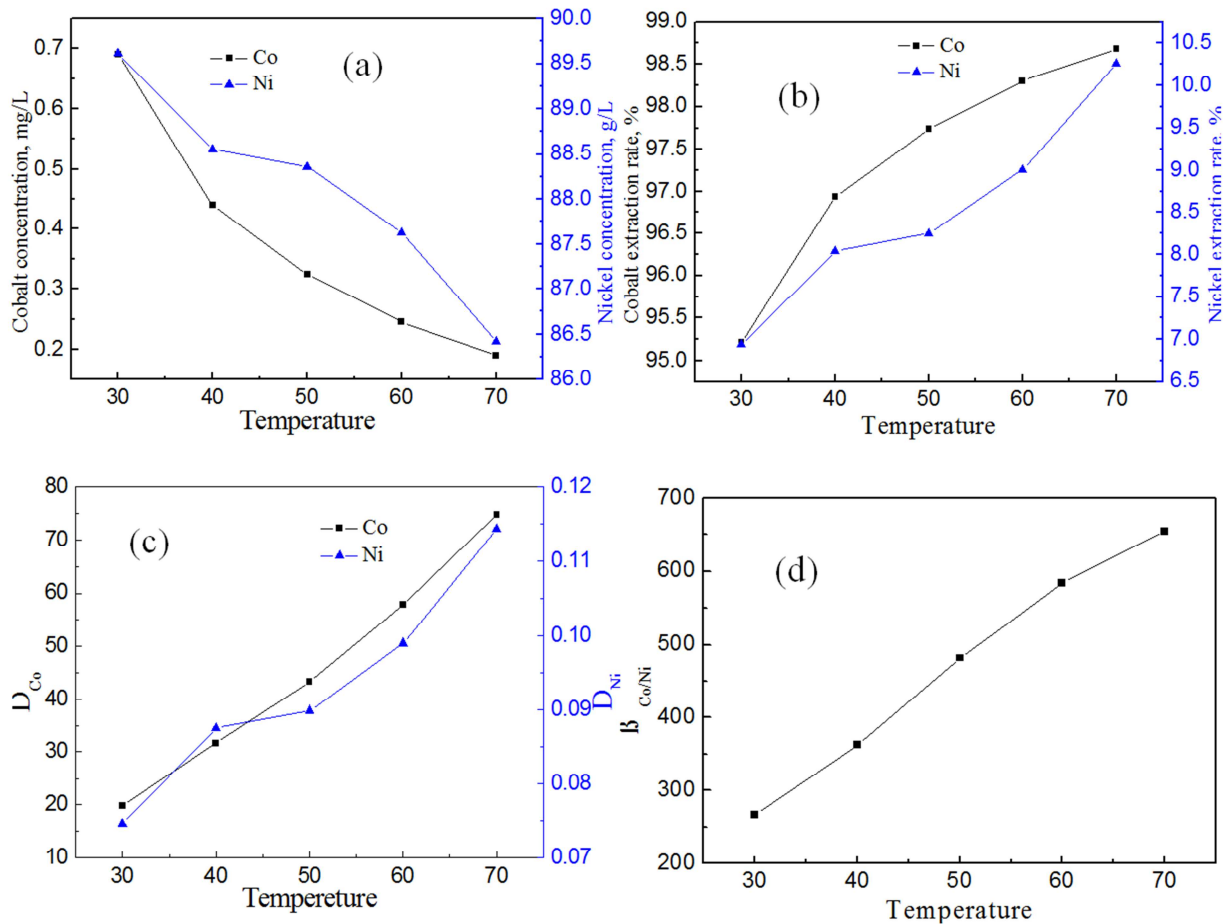 (a)
Co
Ni
Cobalt concentration, mg/L
0.7
0.6
0.5
0.4
0.3
0.2
Nickel concentration, g/L
90.0
89.5
89.0
88.5
88.0
87.5
87.0
86.5
86.0
30 40 50 60 70
Temperature
(b)
Co
Ni
Cobalt extraction rate, %
99.0
98.5
98.0
97.5
97.0
96.5
96.0
95.5
95.0
Nickel extraction rate, %
10.5
10.0
9.5
9.0
8.5
8.0
7.5
7.0
6.5
30 40 50 60 70
Temperature
(c)
Co
Ni
D Co
80
70
60
50
40
30
20
10
D Ni
0.12
0.11
0.10
0.09
0.08
0.07
30 40 50 60 70
Tempereture
(d)
β Co/Ni
700
600
500
400
300
200
30 40 50 60 70
Temperature